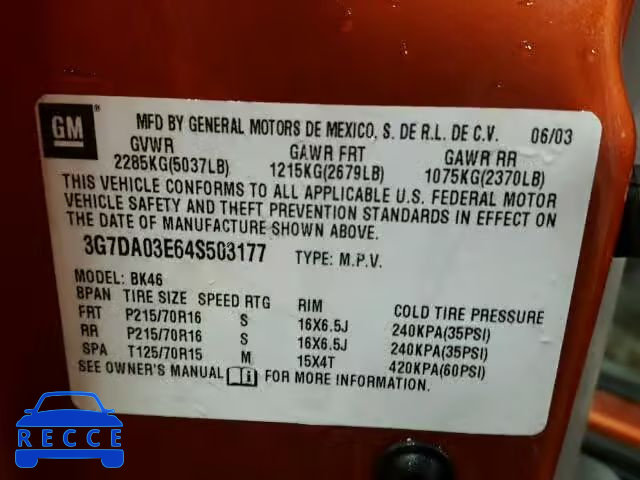 GM ® MFD BY GENERAL MOTORS DE MEXICO, S. DE R.L. DE C.V. 06/03
GVWR GAWR FRT GAWR RR
2285KG(5037LB) 1215KG(2679LB) 1075KG(2370LB)
THIS VEHICLE CONFORMS TO ALL APPLICABLE U.S. FEDERAL MOTOR
VEHICLE SAFETY AND THEFT PREVENTION STANDARDS IN EFFECT ON
THE DATE OF MANUFACTURE SHOWN ABOVE.
3G7DA03E64S503177 TYPE: M.P.V.
MODEL: BK46
BPAN TIRE SIZE SPEED RTG RIM COLD TIRE PRESSURE
FRT P215/70R16 S 16X6.5J 240KPA(35PSI)
RR P215/70R16 S 16X6.5J 240KPA(35PSI)
SPA T125/70R15 M 15X4T 420KPA(60PSI)
SEE OWNER'S MANUAL FOR MORE INFORMATION.
RECCE